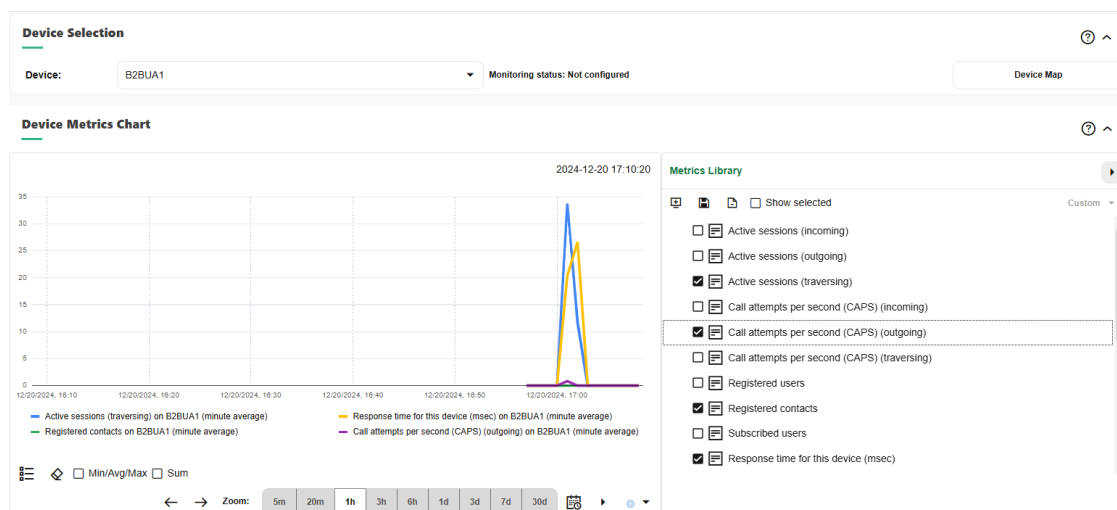 Device Selection
Device:
B2BUA1
Monitoring status: Not configured
Device Map
Device Metrics Chart
2024-12-20 17:10:20
35
30
25
20
15
10
5
0
12/20/2024, 16:10
12/20/2024, 16:20
12/20/2024, 16:30
12/20/2024, 16:40
12/20/2024, 16:50
12/20/2024, 17:00
Active sessions (traversing) on B2BUA1 (minute average)
Response time for this device (msec) on B2BUA1 (minute average)
Registered contacts on B2BUA1 (minute average)
Call attempts per second (CAPS) (outgoing) on B2BUA1 (minute average)
Min/Avg/Max
Sum
Zoom:
5m
20m
1h
3h
6h
1d
3d
7d
30d
Metrics Library
Show selected
Custom
Active sessions (incoming)
Active sessions (outgoing)
Active sessions (traversing)
Call attempts per second (CAPS) (incoming)
Call attempts per second (CAPS) (outgoing)
Call attempts per second (CAPS) (traversing)
Registered users
Registered contacts
Subscribed users
Response time for this device (msec)